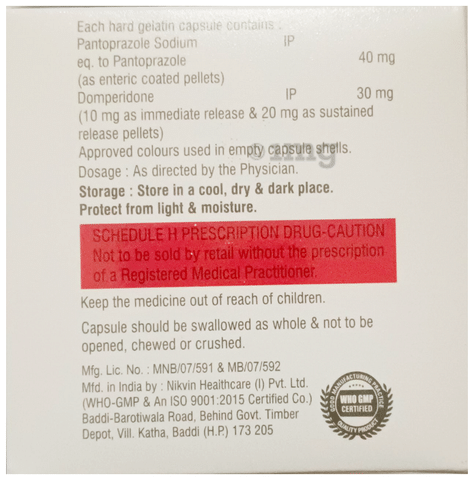 Each hard gelatin capsule contains :
Pantoprazole Sodium IP
eq. to Pantoprazole 40 mg
(as enteric coated pellets)
Domperidone IP 30 mg
(10 mg as immediate release & 20 mg as sustained
release pellets)
Approved colours used in empty capsule shells.
Dosage : As directed by the Physician.
Storage : Store in a cool, dry & dark place.
Protect from light & moisture.
SCHEDULE H PRESCRIPTION DRUG-CAUTION
Not to be sold by retail without the prescription
of a Registered Medical Practitioner.
Keep the medicine out of reach of children.
Capsule should be swallowed as whole & not to be
opened, chewed or crushed.
Mfg. Lic. No. : MNB/07/591 & MB/07/592
Mfd. in India by : Nikvin Healthcare (I) Pvt. Ltd.
(WHO-GMP & An ISO 9001:2015 Certified Co.)
Baddi-Barotiwala Road, Behind Govt. Timber
Depot, Vill. Katha, Baddi (H.P.) 173 205
GOOD MANUFACTURING PRACTICE
WHO GMP
CERTIFIED
QUALITY PRODUCT